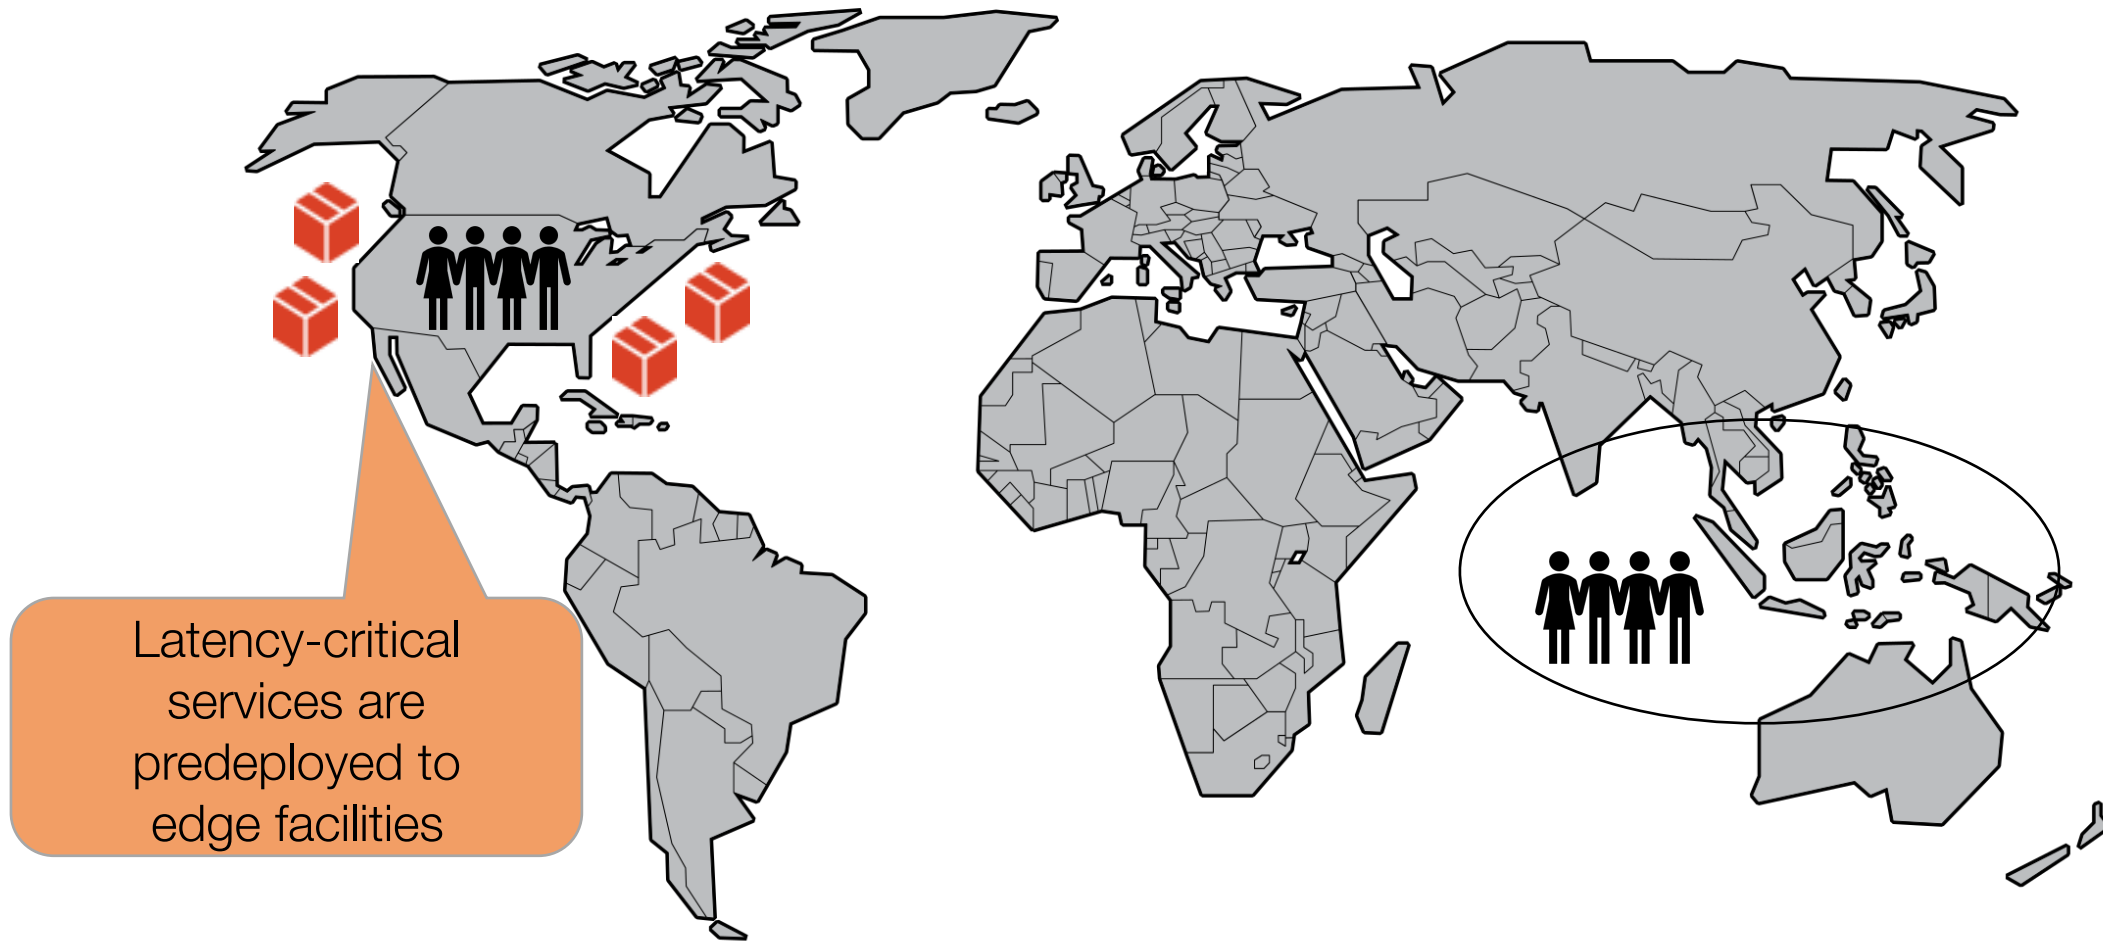 Latency-critical
services are
predeployed to
edge facilities